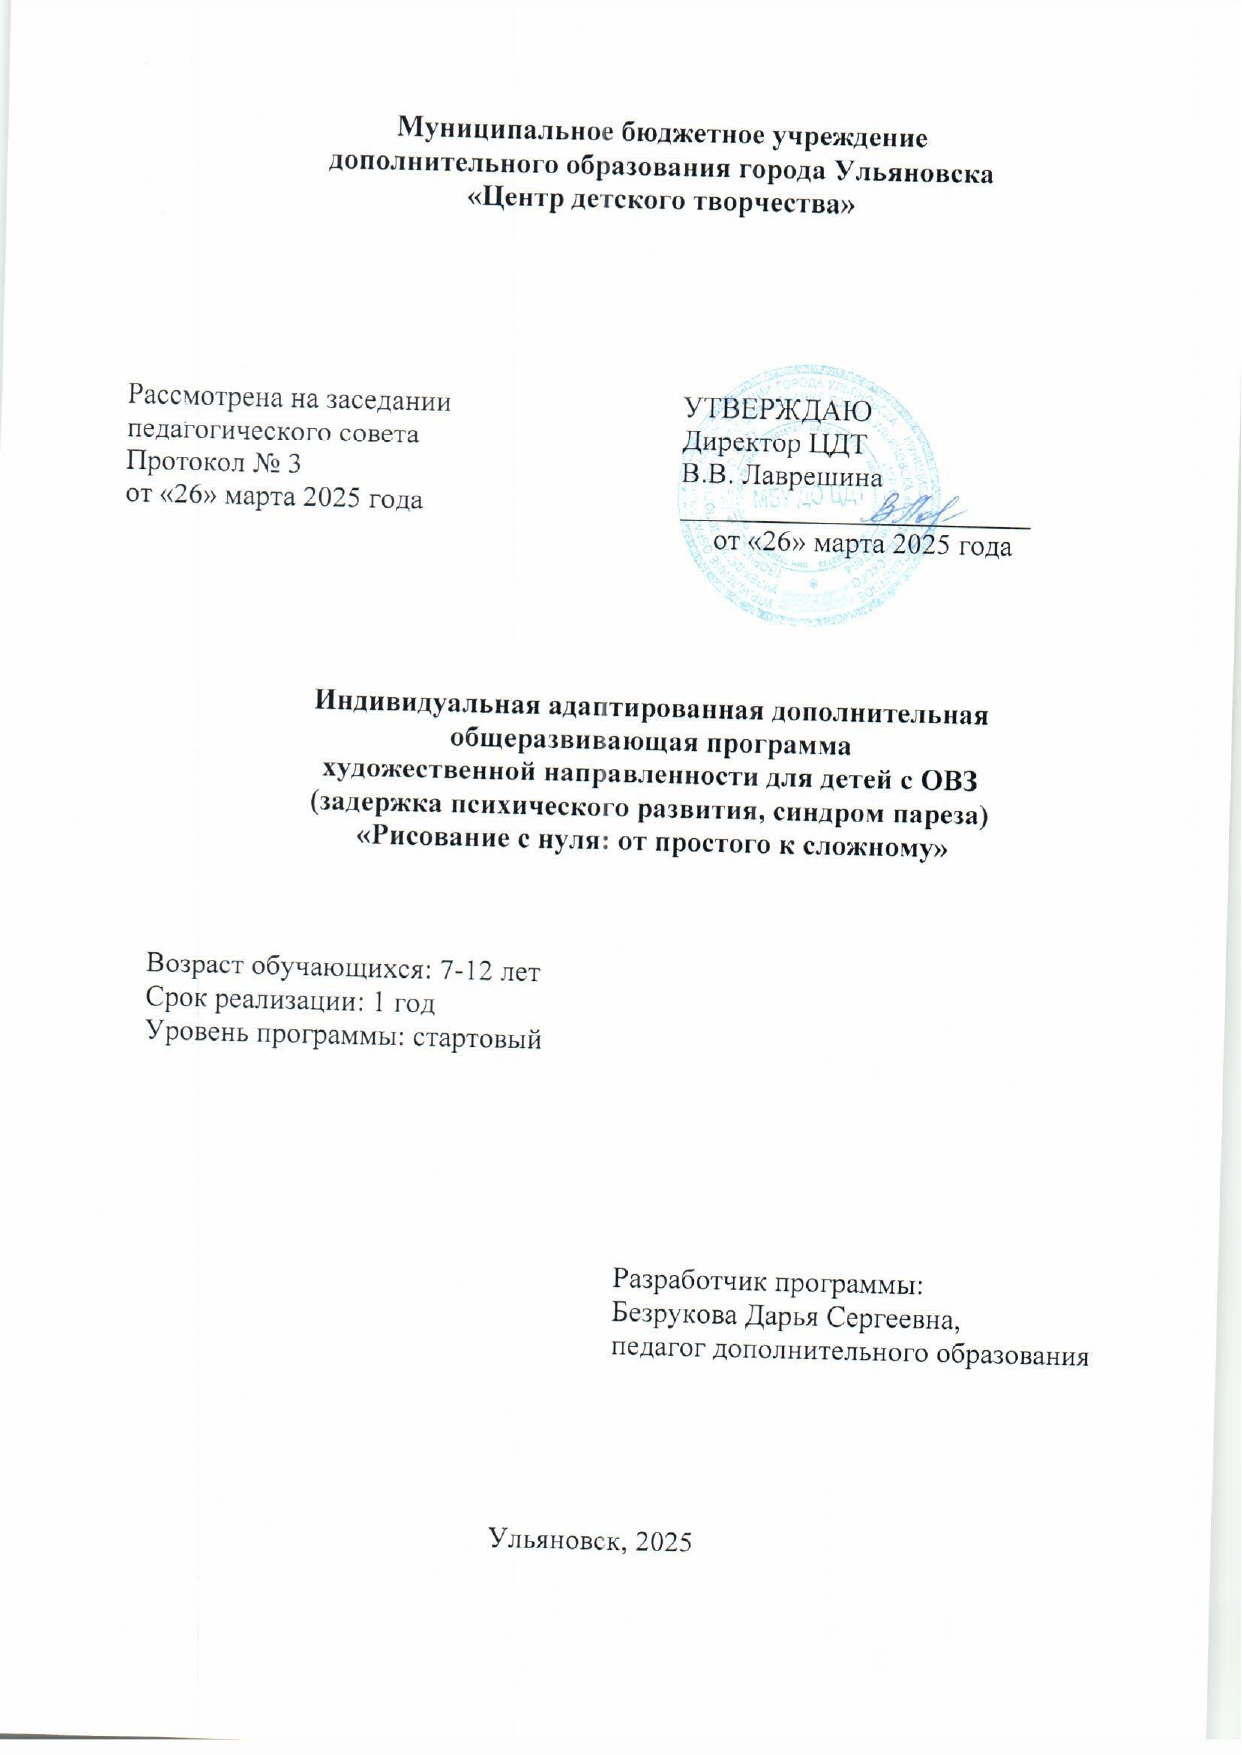 Муниципальное бюджетное учреждение
дополнительного образования города Ульяновска
«Центр детского творчества»
Рассмотрена на заседании
педагогического совета
Протокол № 3
от «26» марта 2025 года
УТВЕРЖДАЮ
Директор ЦДТ
В.В. Лаврешина
МБУ ДО ЦДТ
от «26» марта 2025 года
Индивидуальная адаптированная дополнительная
общеразвивающая программа
художественной направленности для детей с ОВЗ
(задержка психического развития, синдром пареза)
«Рисование с нуля: от простого к сложному»
Возраст обучающихся: 7-12 лет
Срок реализации: 1 год
Уровень программы: стартовый
Разработчик программы:
Безрукова Дарья Сергеевна,
педагог дополнительного образования
Ульяновск, 2025